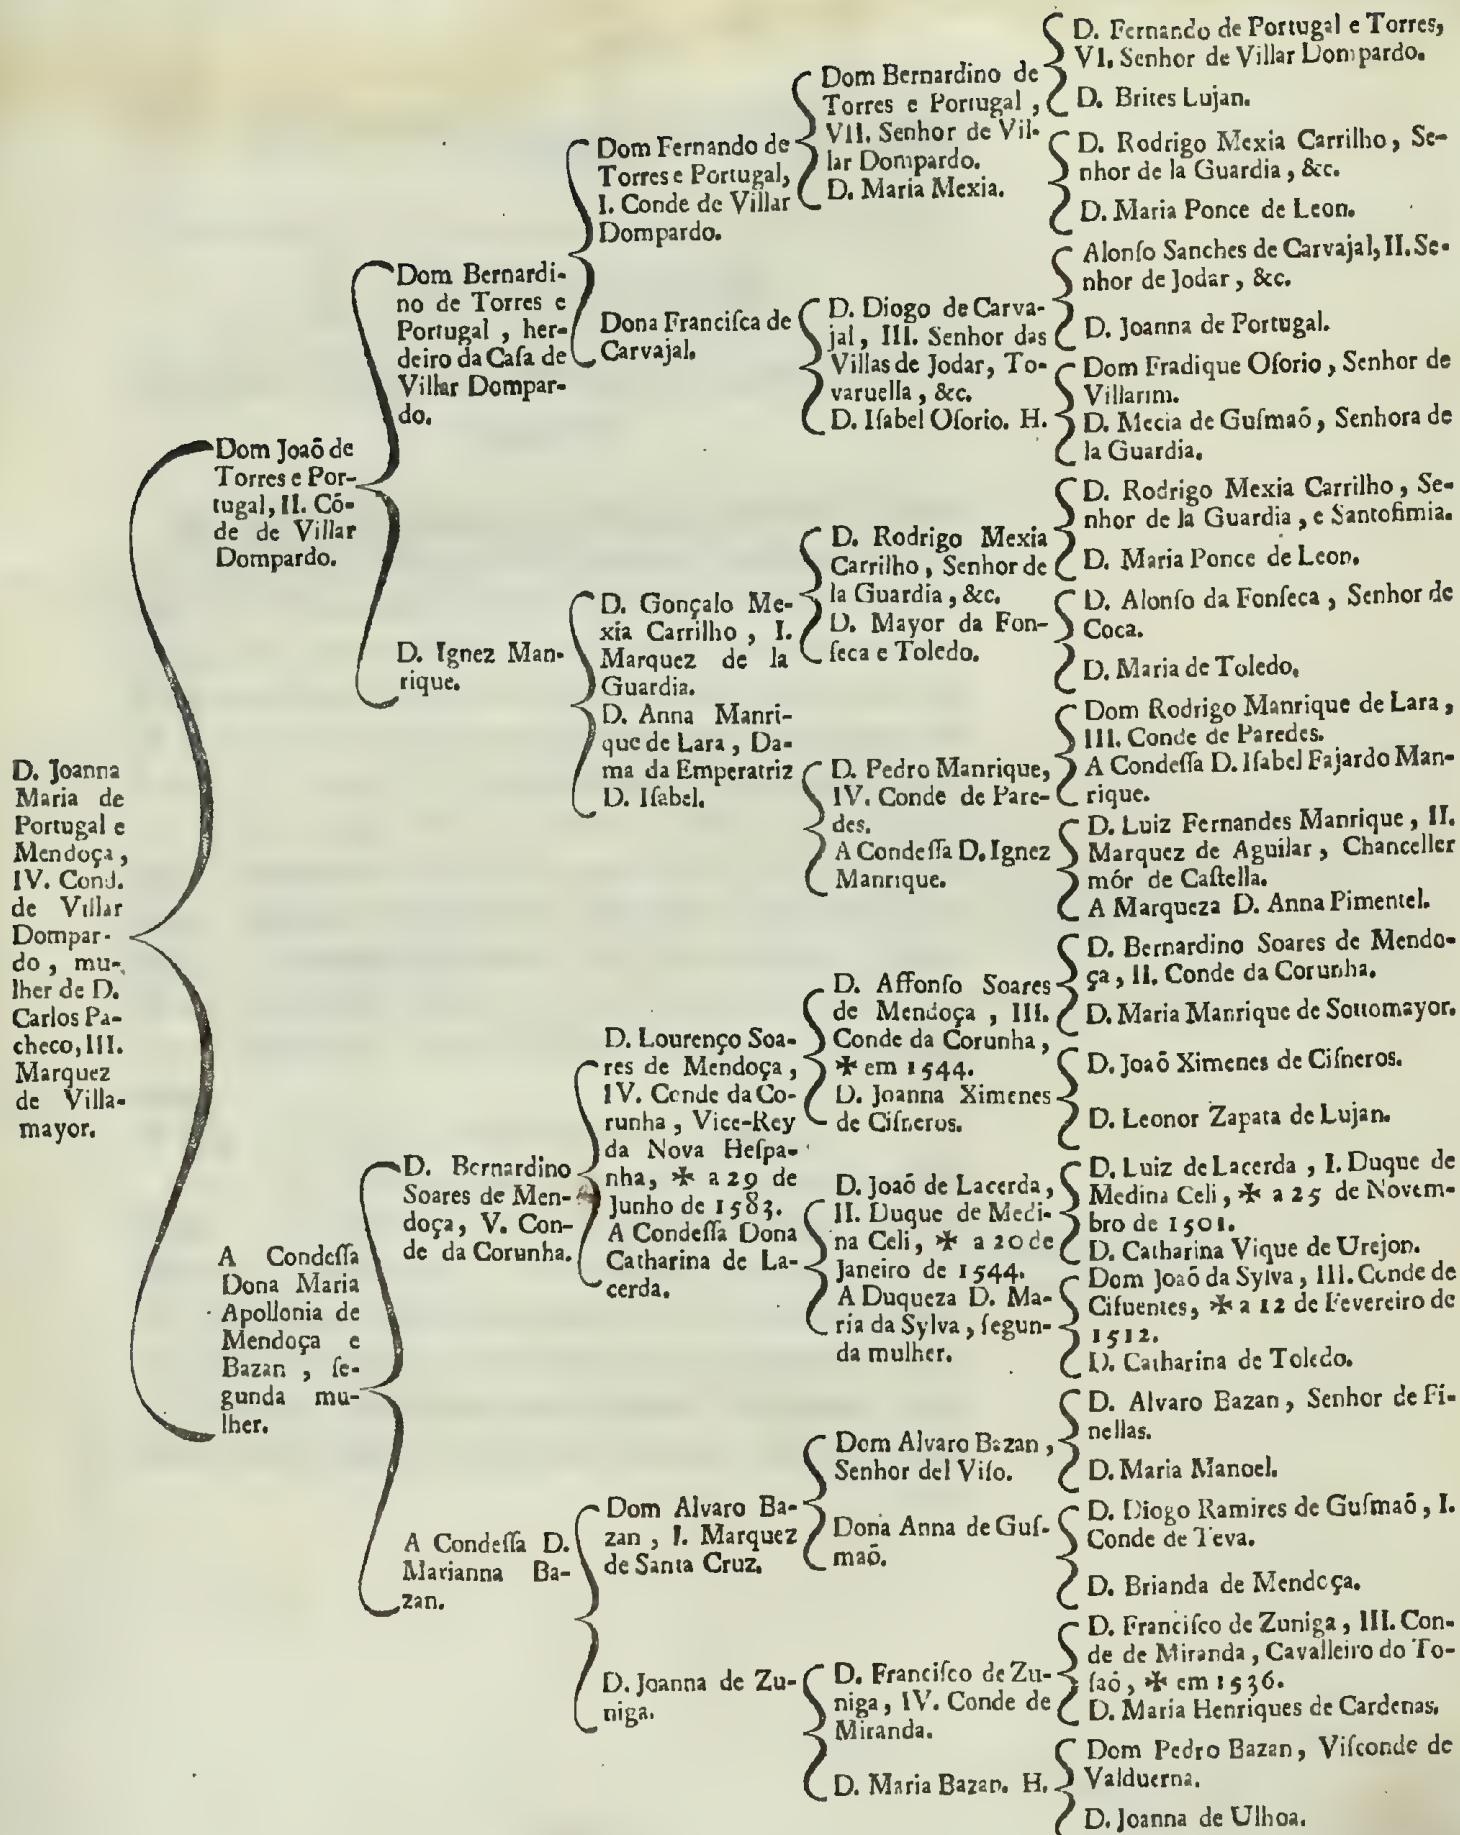 D. Joanna
Maria de
Portugal e
Mendoça,
IV. Cond.
de Villar
Dompar-
do, mu-
lher de D.
Carlos Pa-
checo, III.
Marquez
de Villa-
mayor.
Dom Joaõ de
Torres e Por-
tugal, II. Cõ-
de de Villar
Dompardo.
A Condeſſa
Dona Maria
Apollonia de
Mendoça e
Bazan, ſe-
gunda mu-
lher.
Dom Bernardi-
no de Torres e
Portugal, her-
deiro da Caſa de
Villar Dompar-
do.
D. Ignez Man-
rique.
D. Bernardino
Soares de Men-
doça, V. Con-
de da Corunha.
A Condeſſa D.
Marianna Ba-
zan.
Dom Fernando de
Torres e Portugal,
I. Conde de Villar
Dompardo.
Dona Franciſca de
Carvajal.
D. Gonçalo Me-
xia Carrilho, I.
Marquez de la
Guardia.
D. Anna Manri-
que de Lara, Da-
ma da Emperatriz
D. Iſabel.
D. Lourenço Soa-
res de Mendoça,
IV. Conde da Co-
runha, Vice-Rey
da Nova Heſpa-
nha, ✠ a 29 de
Junho de 1583.
A Condeſſa Dona
Catharina de La-
cerda.
Dom Alvaro Ba-
zan, I. Marquez
de Santa Cruz.
D. Joanna de Zu-
niga.
Dom Bernardino de
Torres e Portugal,
VII. Senhor de Vil-
lar Dompardo.
D. Maria Mexia.
D. Diogo de Carva-
jal, III. Senhor das
Villas de Jodar, To-
varuella, &c.
D. Iſabel Oſorio. H.
D. Rodrigo Mexia
Carrilho, Senhor de
la Guardia, &c.
D. Mayor da Fon-
ſeca e Toledo.
D. Pedro Manrique,
IV. Conde de Pare-
des.
A Condeſſa D. Ignez
Manrique.
D. Affonſo Soares
de Mendoça, III.
Conde da Corunha,
✠ em 1544.
D. Joanna Ximenes
de Ciſneros.
D. Joaõ de Lacerda,
II. Duque de Medi-
na Celi, ✠ a 20 de
Janeiro de 1544.
A Duqueza D. Ma-
ria da Sylva, ſegun-
da mulher.
Dom Alvaro Bazan,
Senhor del Viſo.
Dona Anna de Guſ-
maõ.
D. Franciſco de Zu-
niga, IV. Conde de
Miranda.
D. Maria Bazan. H.
D. Fernando de Portugal e Torres,
VI. Senhor de Villar Dompardo.
D. Brites Lujan.
D. Rodrigo Mexia Carrilho, Se-
nhor de la Guardia, &c.
D. Maria Ponce de Leon.
Alonſo Sanches de Carvajal, II. Se-
nhor de Jodar, &c.
D. Joanna de Portugal.
Dom Fradique Oſorio, Senhor de
Villarim.
D. Mecia de Guſmaõ, Senhora de
la Guardia.
D. Rodrigo Mexia Carrilho, Se-
nhor de la Guardia, e Santofimia.
D. Maria Ponce de Leon.
D. Alonſo da Fonſeca, Senhor de
Coca.
D. Maria de Toledo.
Dom Rodrigo Manrique de Lara,
III. Conde de Paredes.
A Condeſſa D. Iſabel Fajardo Man-
rique.
D. Luiz Fernandes Manrique, II.
Marquez de Aguilar, Chanceller
mór de Caſtella.
A Marqueza D. Anna Pimentel.
D. Bernardino Soares de Mendo-
ça, II. Conde da Corunha.
D. Maria Manrique de Sottomayor.
D. Joaõ Ximenes de Ciſneros.
D. Leonor Zapata de Lujan.
D. Luiz de Lacerda, I. Duque de
Medina Celi, ✠ a 25 de Novem-
bro de 1501.
D. Catharina Vique de Urejon.
Dom Joaõ da Sylva, III. Conde de
Cifuentes, ✠ a 12 de Fevereiro de
1512.
D. Catharina de Toledo.
D. Alvaro Bazan, Senhor de Fi-
nellas.
D. Maria Manoel.
D. Diogo Ramires de Guſmaõ, I.
Conde de Teva.
D. Brianda de Mendoça.
D. Franciſco de Zuniga, III. Con-
de de Miranda, Cavalleiro do To-
ſaõ, ✠ em 1536.
D. Maria Henriques de Cardenas.
Dom Pedro Bazan, Viſconde de
Valduerna.
D. Joanna de Ulhoa.